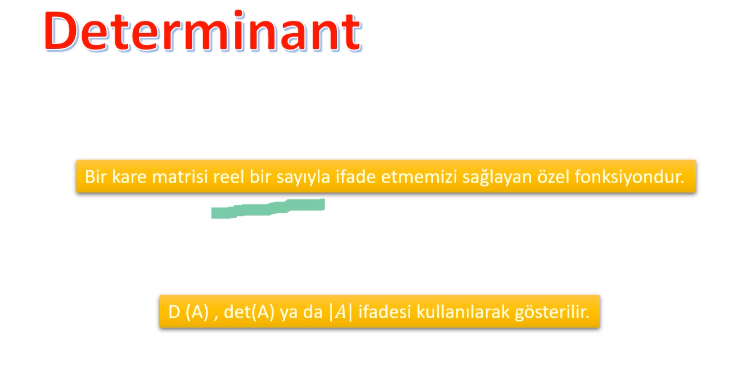 Determinant
Bir kare matrisi reel bir sayıyla ifade etmemizi sağlayan özel fonksiyondur.
D (A) , det(A) ya da |A| ifadesi kullanılarak gösterilir.